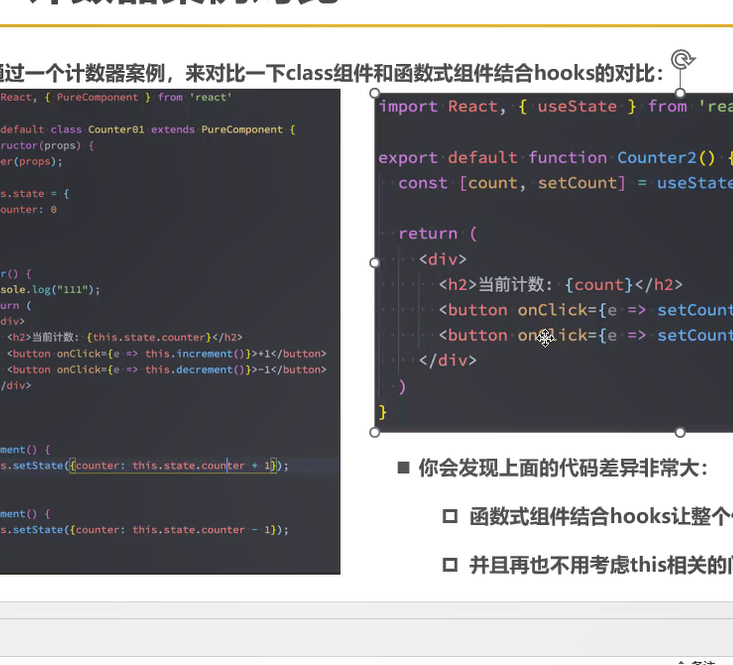 通过一个计数器案例，来对比一下class组件和函数式组件结合hooks的对比：
React, { PureComponent } from 'react'
default class Counter01 extends PureComponent {
ructor(props) {
er(props);
s.state = {
ounter: 0
r() {
sole.log("111");
urn (
div>
<h2>当前计数: {this.state.counter}</h2>
<button onClick={e => this.increment()}>+1</button>
<button onClick={e => this.decrement()}>-1</button>
/div>
ment() {
s.setState({counter: this.state.counter + 1});
ment() {
s.setState({counter: this.state.counter - 1});
import React, { useState } from 'rea
export default function Counter2() {
const [count, setCount] = useState
return (
<div>
<h2>当前计数: {count}</h2>
<button onClick={e => setCount
<button onClick={e => setCount
</div>
)
}
■ 你会发现上面的代码差异非常大：
函数式组件结合hooks让整个
并且再也不用考虑this相关的